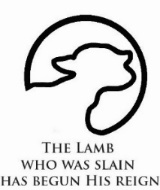 THE LAMB
WHO WAS SLAIN
HAS BEGUN HIS REIGN